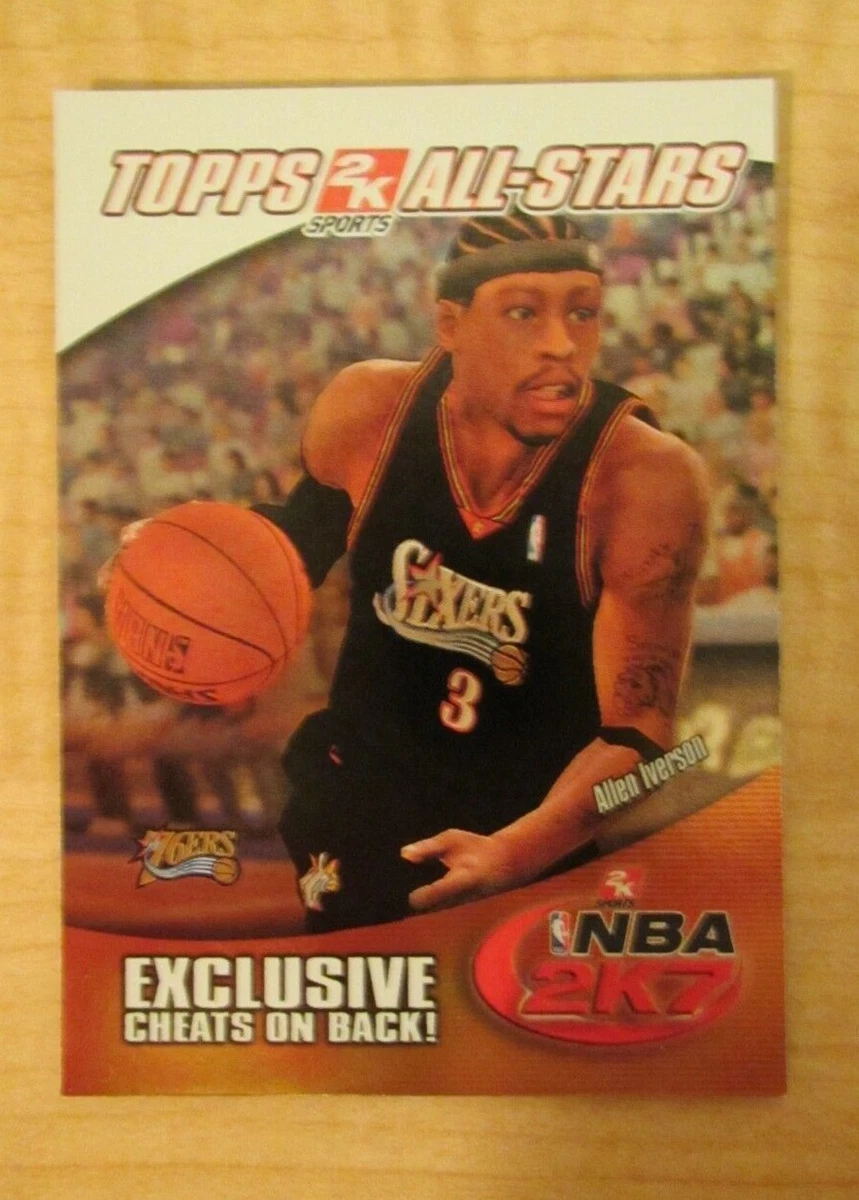 TOPPS 2K ALL-STARS
SPORTS
SIXERS
3
Allen Iverson
76ERS
2K
SPORTS
NBA
2K7
EXCLUSIVE
CHEATS ON BACK!